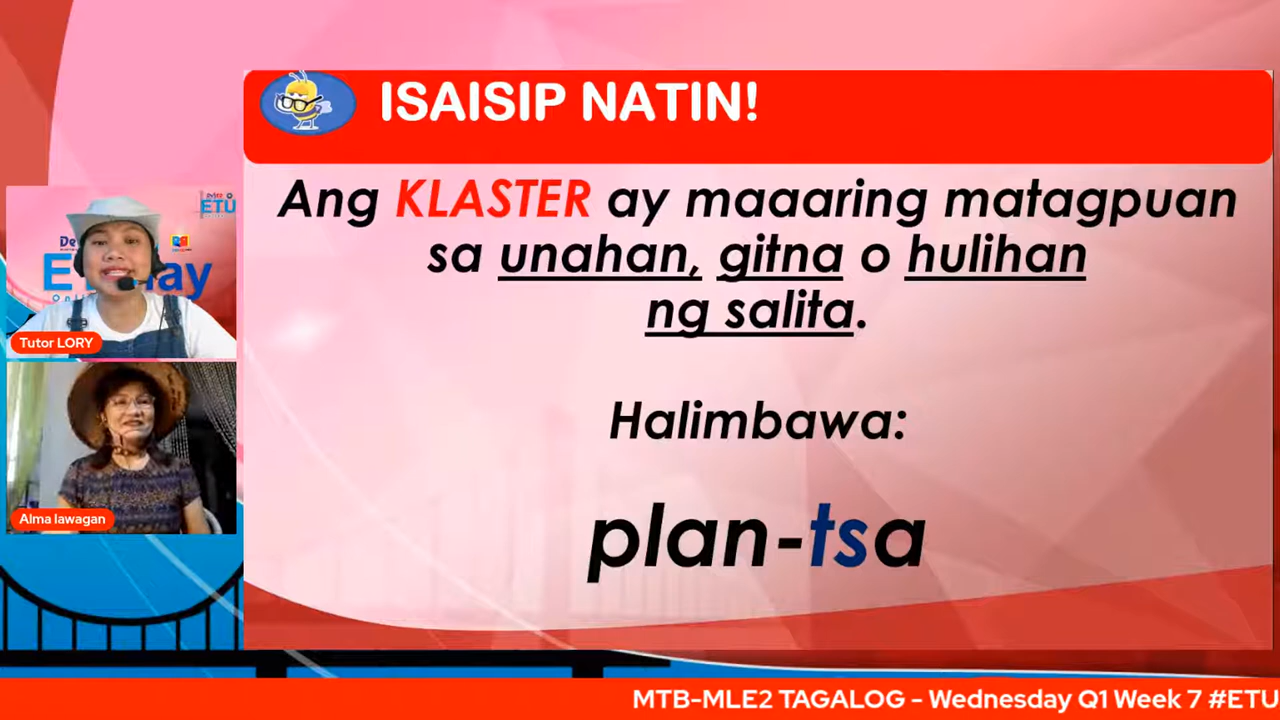 ISAISIP NATIN!
Ang KLASTER ay maaaring matagpuan
sa unahan, gitna o hulihan
ng salita.
Halimbawa:
plan-tsa
ETU
Tutor LORY
Alma lawagan
MTB-MLE2 TAGALOG - Wednesday Q1 Week 7 #ETU